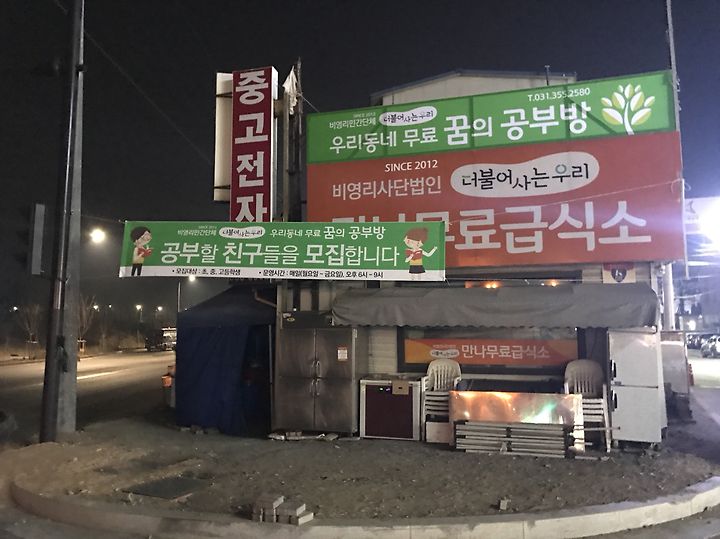 중고전자
SINCE 2012
비영리민간단체 더불어사는우리
T.031.355.2580
우리동네 무료 꿈의 공부방
SINCE 2012
비영리사단법인 더불어사는우리
만나무료급식소
SINCE 2012
비영리민간단체 더불어사는우리 우리동네 무료 꿈의 공부방
공부할 친구들을 모집합니다
• 모집대상 : 초, 중, 고등학생 • 운영시간 : 매일(월요일 ~ 금요일), 오후 6시 ~ 9시
더불어사는우리 만나무료급식소